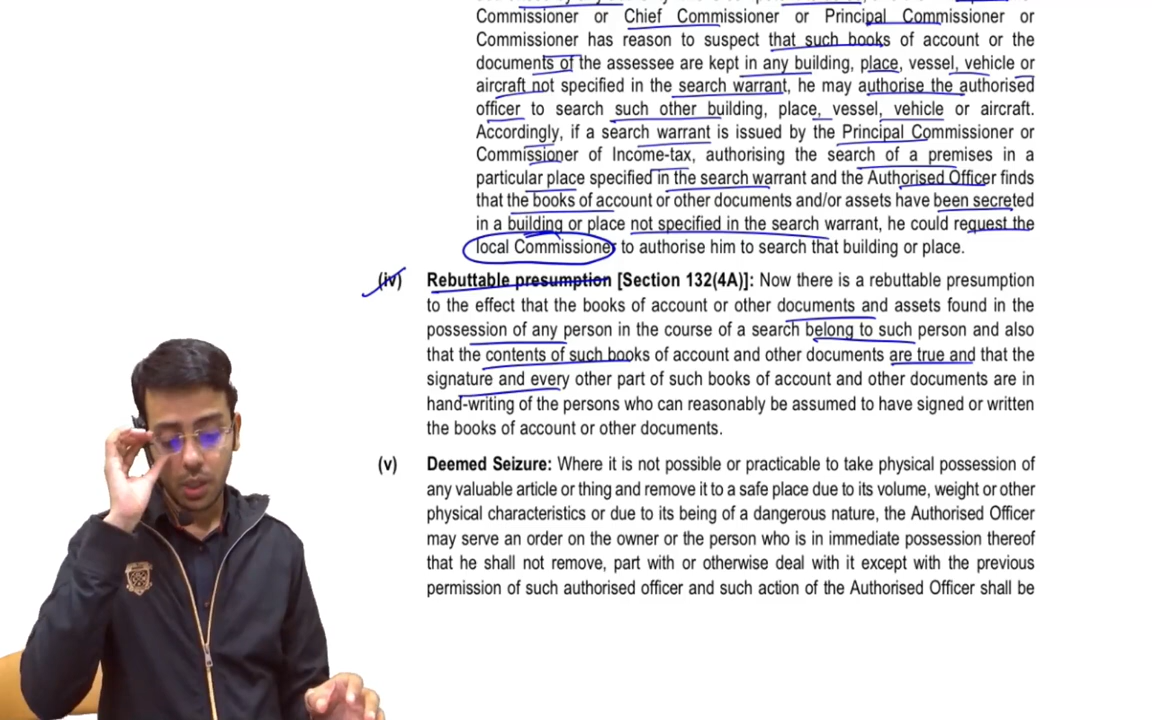 Commissioner or Chief Commissioner or Principal Commissioner or
Commissioner has reason to suspect that such books of account or the
documents of the assessee are kept in any building, place, vessel, vehicle or
aircraft not specified in the search warrant, he may authorise the authorised
officer to search such other building, place, vessel, vehicle or aircraft.
Accordingly, if a search warrant is issued by the Principal Commissioner or
Commissioner of Income-tax, authorising the search of a premises in a
particular place specified in the search warrant and the Authorised Officer finds
that the books of account or other documents and/or assets have been secreted
in a building or place not specified in the search warrant, he could request the
local Commissioner to authorise him to search that building or place.
(iv) Rebuttable presumption [Section 132(4A)]: Now there is a rebuttable presumption
to the effect that the books of account or other documents and assets found in the
possession of any person in the course of a search belong to such person and also
that the contents of such books of account and other documents are true and that the
signature and every other part of such books of account and other documents are in
hand-writing of the persons who can reasonably be assumed to have signed or written
the books of account or other documents.
(v) Deemed Seizure: Where it is not possible or practicable to take physical possession of
any valuable article or thing and remove it to a safe place due to its volume, weight or other
physical characteristics or due to its being of a dangerous nature, the Authorised Officer
may serve an order on the owner or the person who is in immediate possession thereof
that he shall not remove, part with or otherwise deal with it except with the previous
permission of such authorised officer and such action of the Authorised Officer shall be